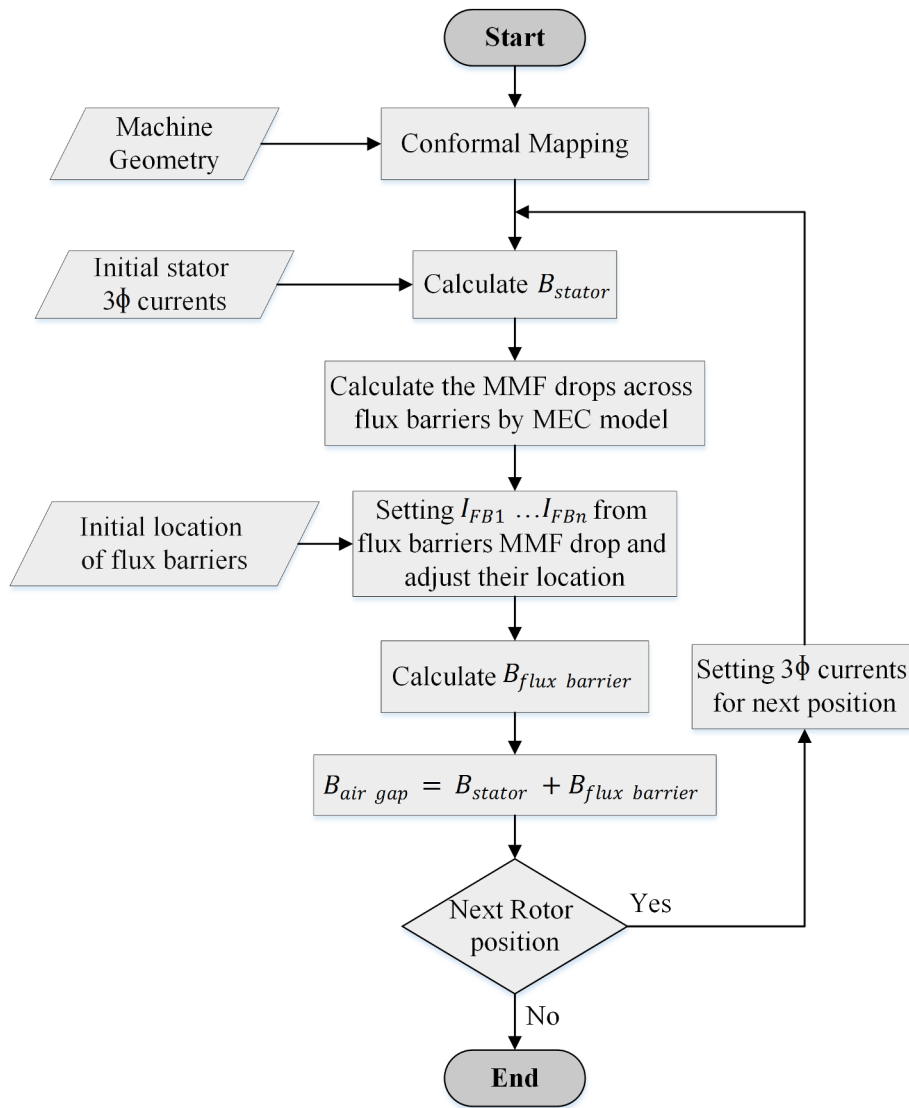 Start
Machine
Geometry
Conformal Mapping
Initial stator
3ϕ currents
Calculate B_stator
Calculate the MMF drops across
flux barriers by MEC model
Initial location
of flux barriers
Setting I_FB1 …I_FBn from
flux barriers MMF drop and
adjust their location
Calculate B_flux barrier
Setting 3ϕ currents
for next position
B_air gap = B_stator + B_flux barrier
Next Rotor
position
Yes
No
End